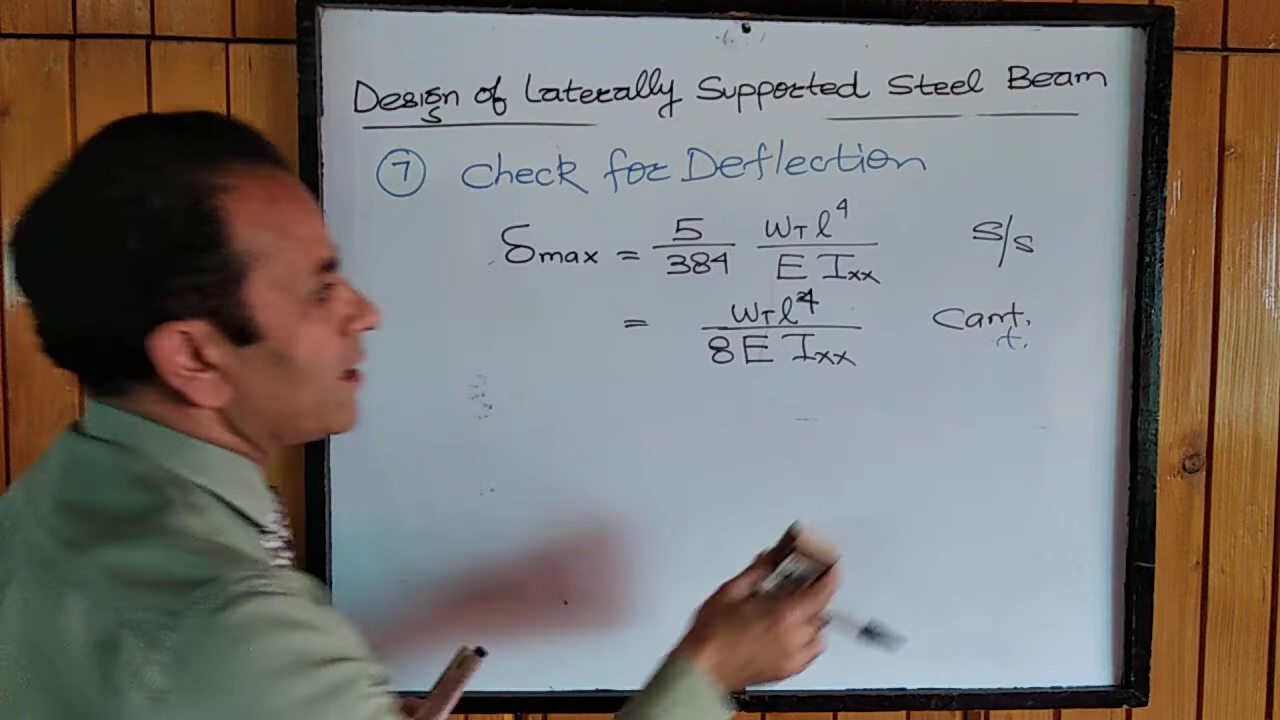 Design of Laterally Supported Steel Beam
7 Check for Deflection
δmax = 5/384 wT l⁴/E Ixx S/S
= wT l⁴/8 E Ixx Cant.
t.